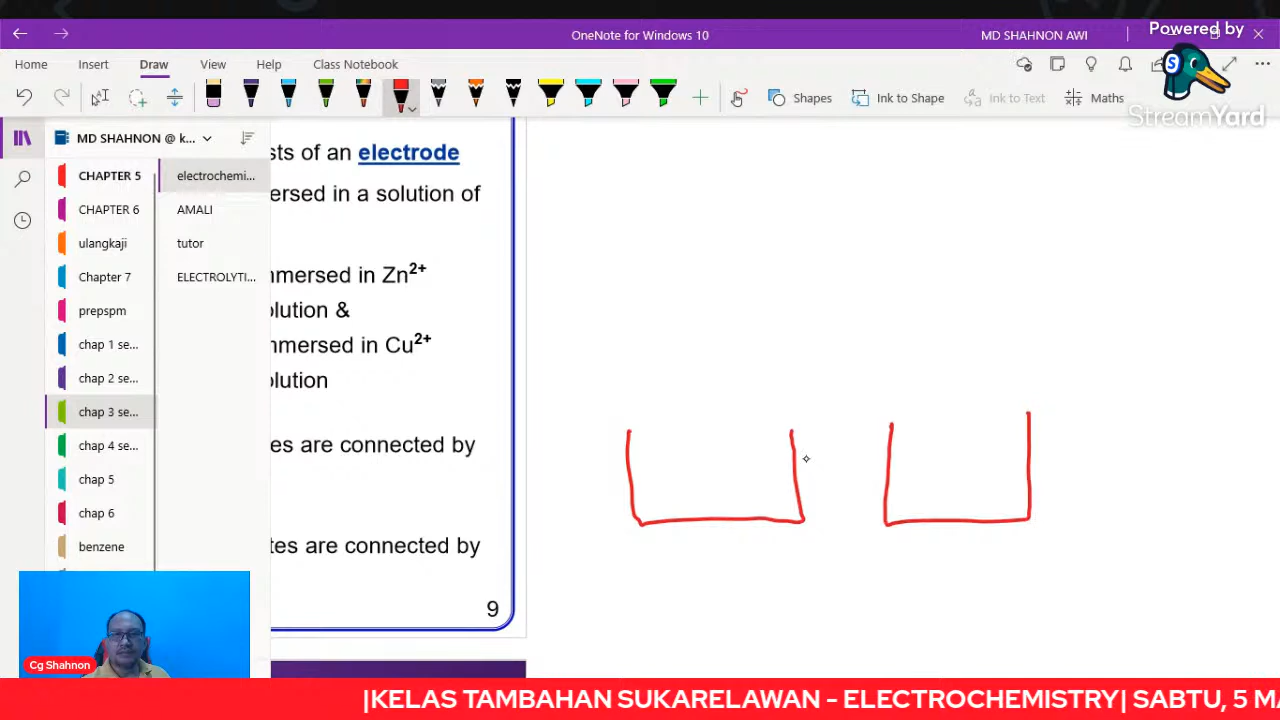 Powered by
OneNote for Windows 10
MD SHAHNON AWI
StreamYard
Home
Insert
Draw
View
Help
Class Notebook
Shapes
Ink to Shape
Ink to Text
Maths
MD SHAHNON @ k...
CHAPTER 5
CHAPTER 6
ulangkaji
Chapter 7
prepspm
chap 1 se...
chap 2 se...
chap 3 se...
chap 4 se...
chap 5
chap 6
benzene
electrochemi...
AMALI
tutor
ELECTROLYTI...
sts of an electrode
ersed in a solution of
mmersed in Zn2+
olution &
mmersed in Cu2+
olution
es are connected by
tes are connected by
9
Cg Shahnon
|KELAS TAMBAHAN SUKARELAWAN - ELECTROCHEMISTRY| SABTU, 5 MA